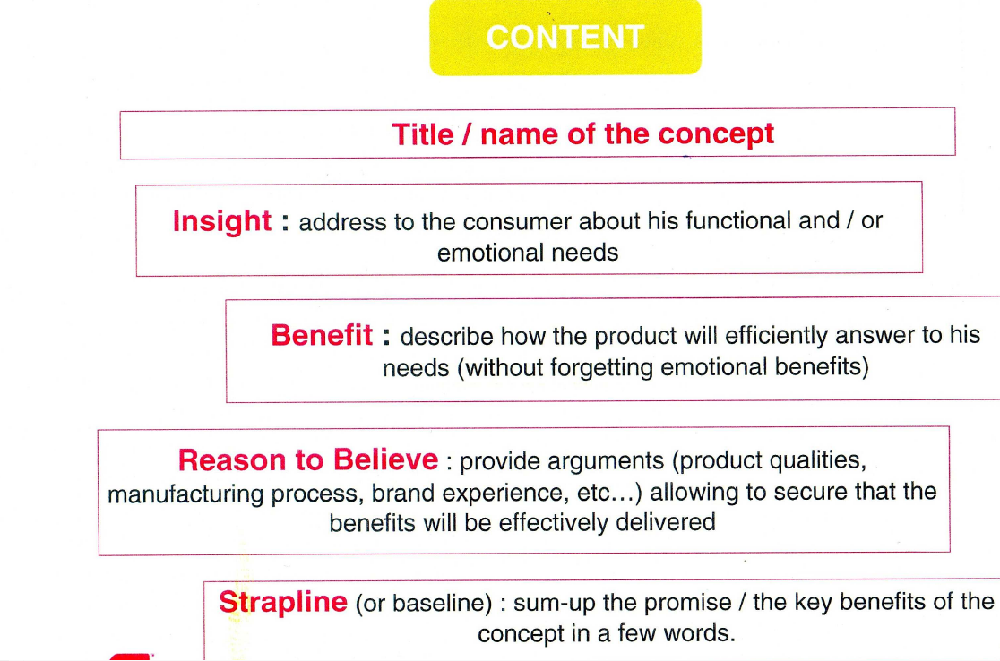 CONTENT
Title / name of the concept
Insight : address to the consumer about his functional and / or
emotional needs
Benefit : describe how the product will efficiently answer to his
needs (without forgetting emotional benefits)
Reason to Believe : provide arguments (product qualities,
manufacturing process, brand experience, etc...) allowing to secure that the
benefits will be effectively delivered
Strapline (or baseline) : sum-up the promise / the key benefits of the
concept in a few words.